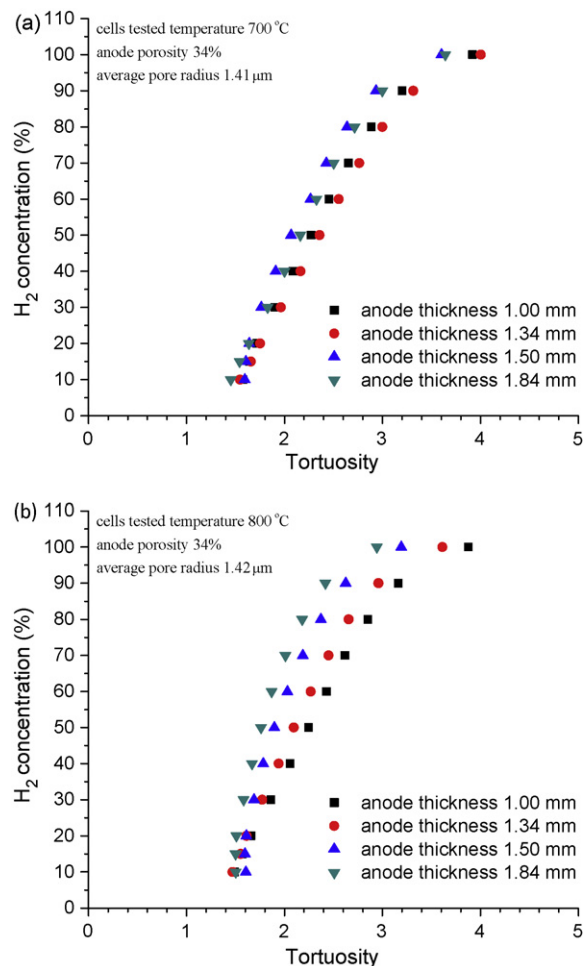 (a)
cells tested temperature 700 °C
anode porosity 34%
average pore radius 1.41 μm
110
100
90
80
70
60
50
40
30
20
10
0
H₂ concentration (%)
anode thickness 1.00 mm
anode thickness 1.34 mm
anode thickness 1.50 mm
anode thickness 1.84 mm
0 1 2 3 4 5
Tortuosity
(b)
cells tested temperature 800 °C
anode porosity 34%
average pore radius 1.42 μm
110
100
90
80
70
60
50
40
30
20
10
0
H₂ concentration (%)
anode thickness 1.00 mm
anode thickness 1.34 mm
anode thickness 1.50 mm
anode thickness 1.84 mm
0 1 2 3 4 5
Tortuosity